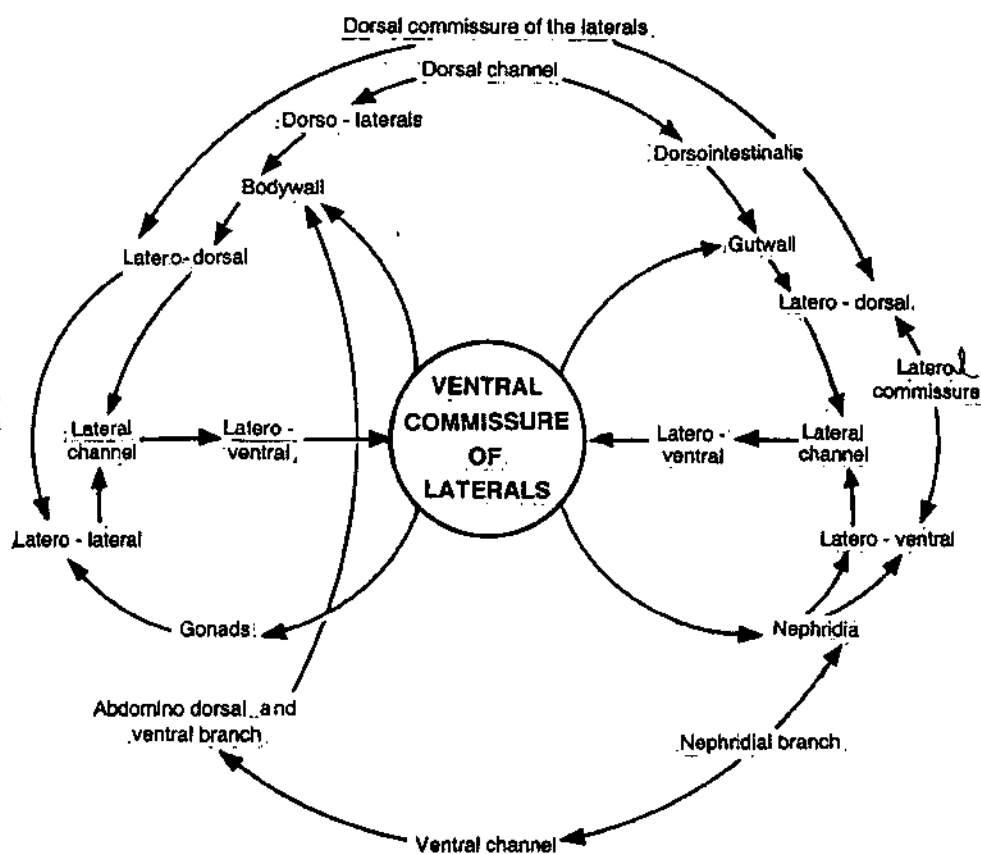 Dorsal commissure of the laterals
Dorsal channel
Dorso - laterals
Dorsointestinalis
Bodywall
Latero-dorsal
Gutwall
Latero - dorsal
Lateral
commissure
VENTRAL
COMMISSURE
OF
LATERALS
Lateral
channel
Latero -
ventral
Latero -
ventral
Lateral
channel
Latero - lateral
Latero - ventral
Gonads
Nephridia
Abdomino dorsal and
ventral branch
Nephridial branch
Ventral channel